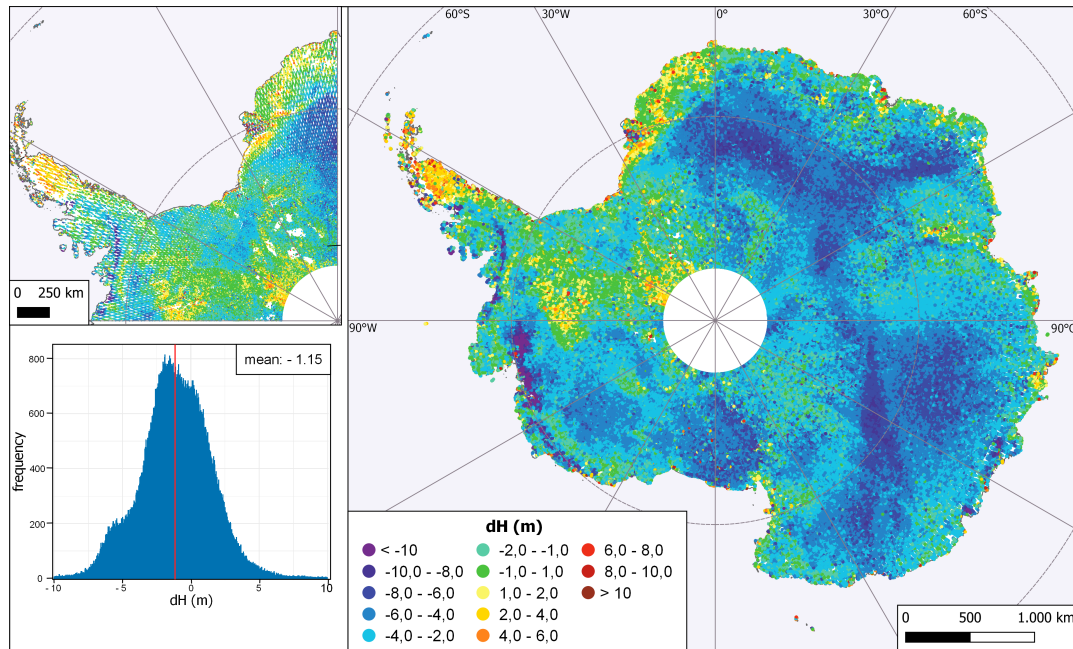 60°S
30°W
0°
30°O
60°S
90°W
90°O
0 250 km
mean: - 1.15
frequency
800
600
400
200
0
-10
-5
0
5
10
dH (m)
dH (m)
< -10
-10,0 - -8,0
-8,0 - -6,0
-6,0 - -4,0
-4,0 - -2,0
-2,0 - -1,0
-1,0 - 1,0
1,0 - 2,0
2,0 - 4,0
4,0 - 6,0
6,0 - 8,0
8,0 - 10,0
> 10
0 500 1.000 km